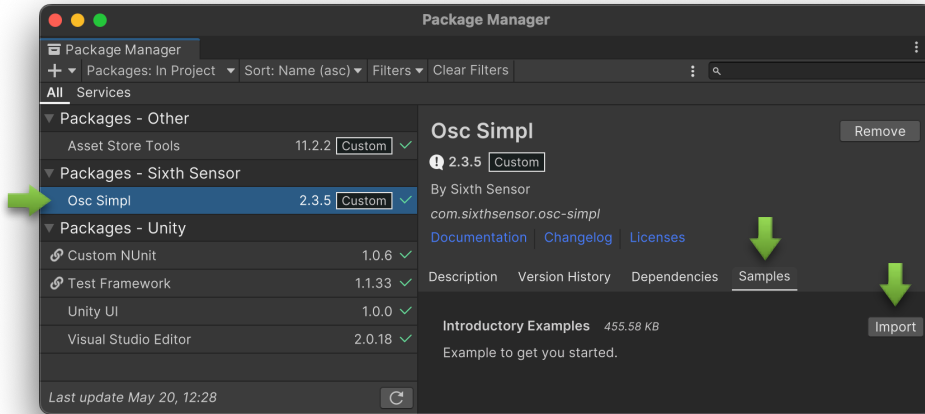 Package Manager
Package Manager
Packages: In Project Sort: Name (asc) Filters Clear Filters
All Services
Packages - Other
Asset Store Tools 11.2.2 Custom
Packages - Sixth Sensor
Osc Simpl 2.3.5 Custom
Packages - Unity
Custom NUnit 1.0.6
Test Framework 1.1.33
Unity UI 1.0.0
Visual Studio Editor 2.0.18
Last update May 20, 12:28
Osc Simpl Remove
2.3.5 Custom
By Sixth Sensor
com.sixthsensor.osc-simpl
Documentation Changelog Licenses
Description Version History Dependencies Samples
Introductory Examples 455.58 KB Import
Example to get you started.